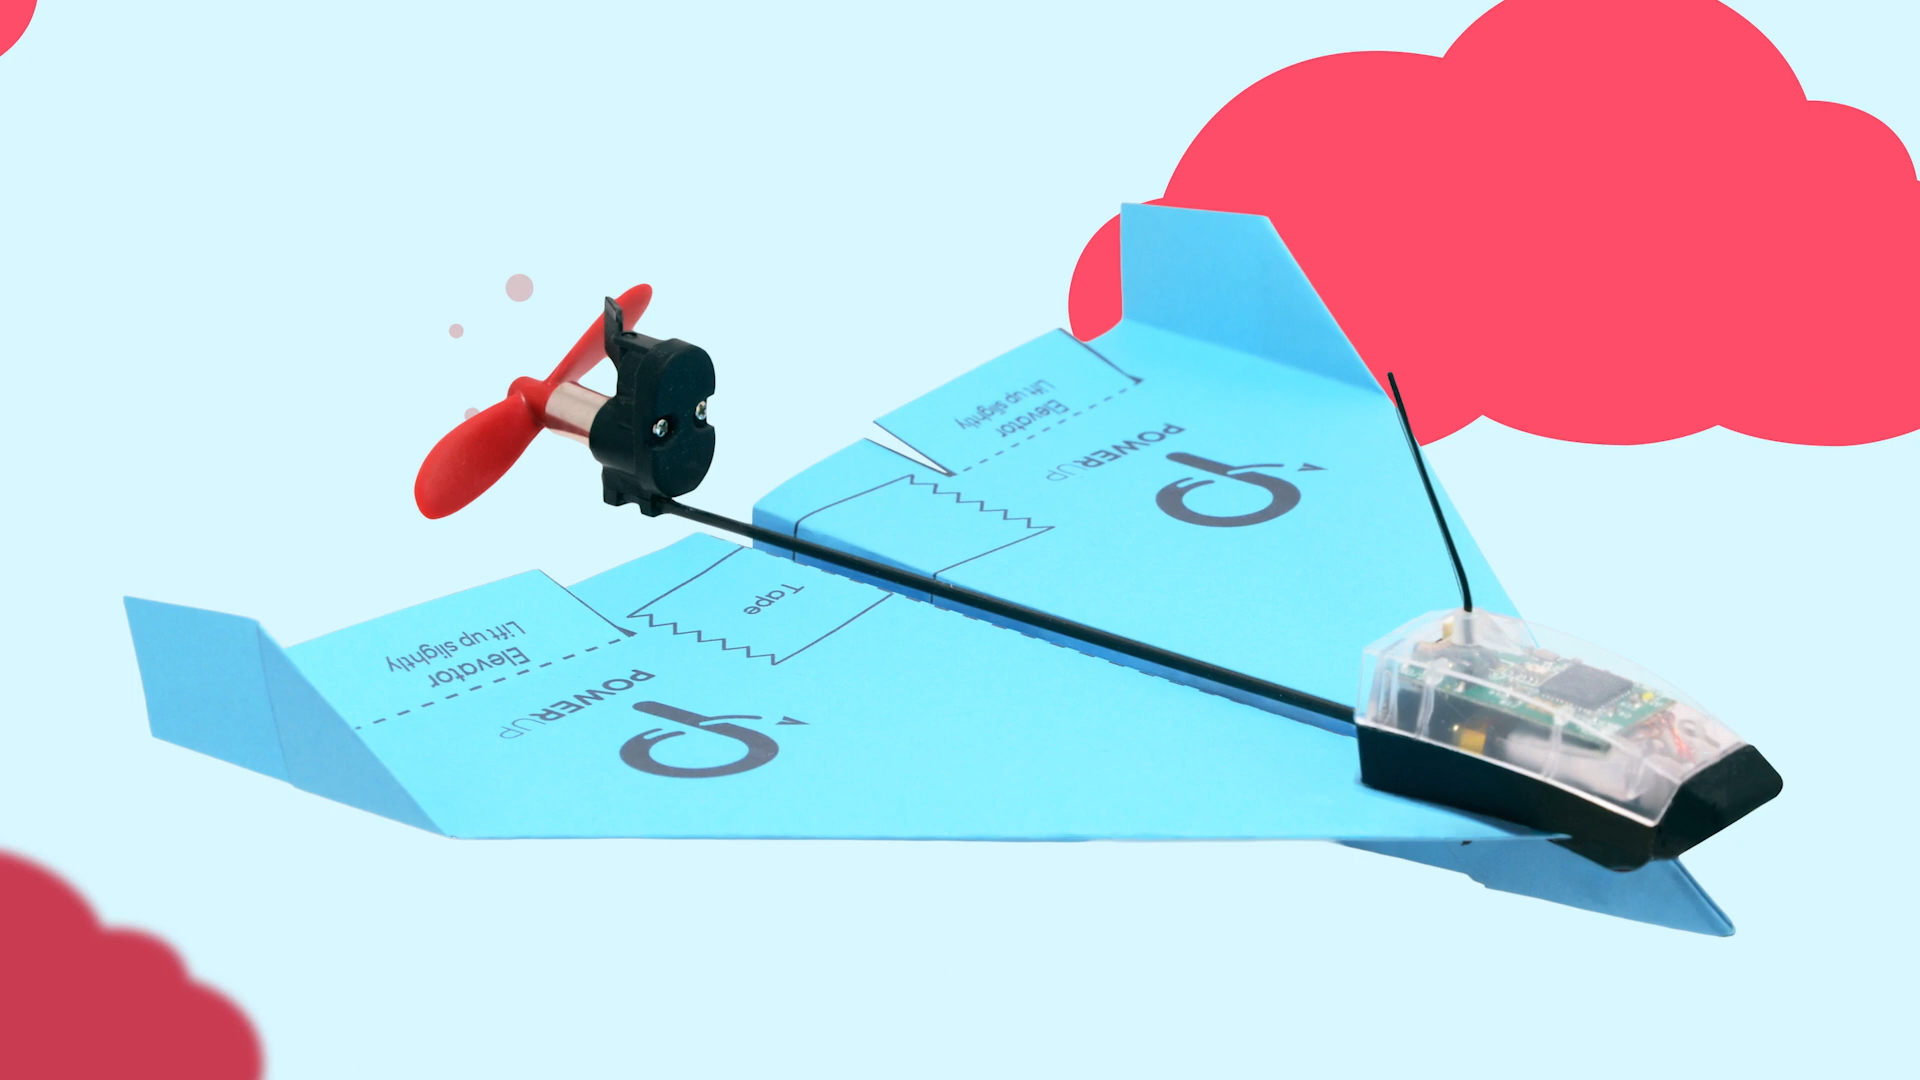 Lift up slightly
Elevator
POWERUP
Tape
Lift up slightly
Elevator
POWERUP